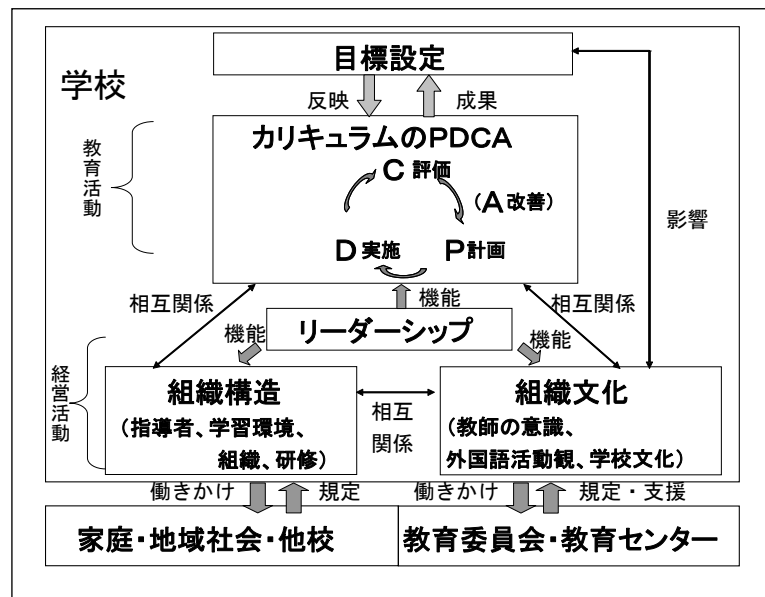 目標設定
学校
反映
成果
教育活動
カリキュラムのPDCA
C評価
(A改善)
D実施
P計画
影響
相互関係
機能
相互関係
リーダーシップ
機能
機能
経営活動
組織構造
(指導者、学習環境、
組織、研修)
相互
関係
組織文化
(教師の意識、
外国語活動観、学校文化)
働きかけ
規定
働きかけ
規定・支援
家庭・地域社会・他校
教育委員会・教育センター